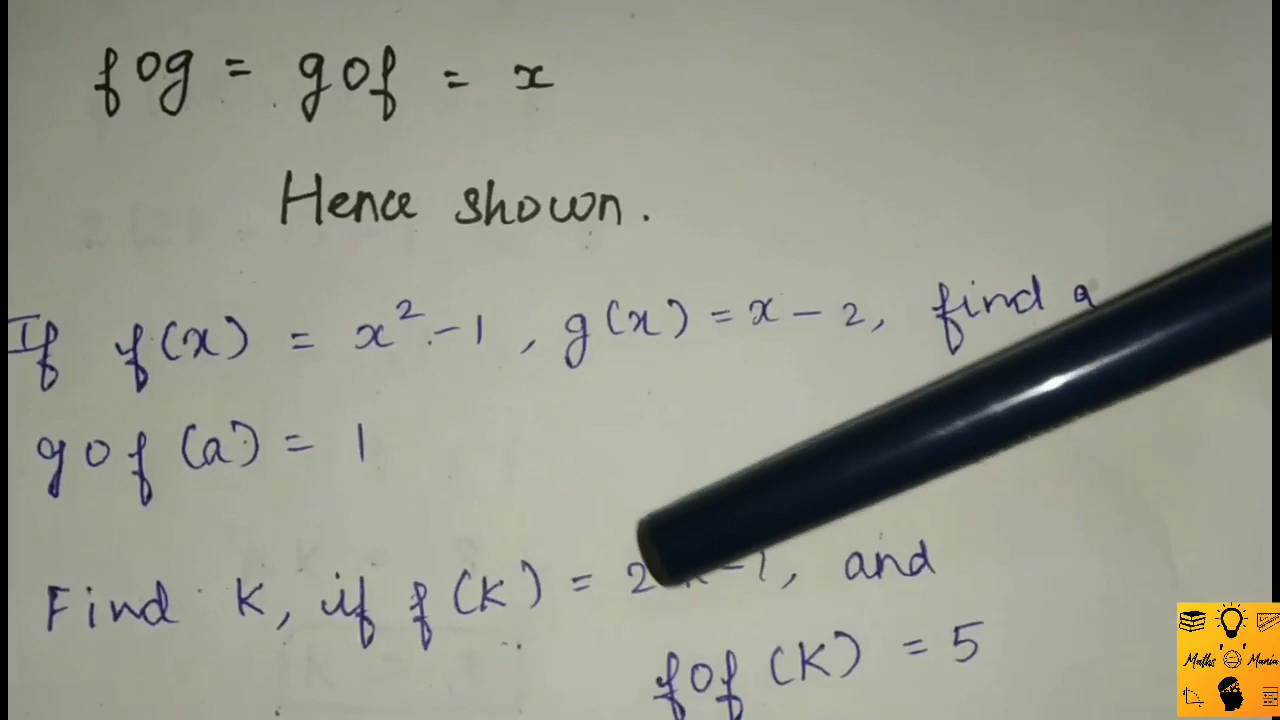 fog = gof = x
Hence shown.
If f(x) = x² - 1, g(x) = x - 2, find a
gof (a) = 1
Find K, if f(K) = 2 - 1, and
fof (K) = 5
Maths Mania